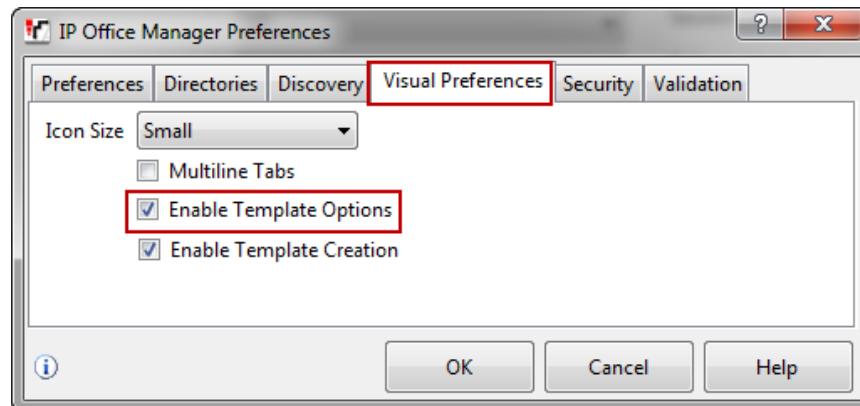 IP Office Manager Preferences
Preferences Directories Discovery Visual Preferences Security Validation
Icon Size Small
Multiline Tabs
Enable Template Options
Enable Template Creation
OK Cancel Help